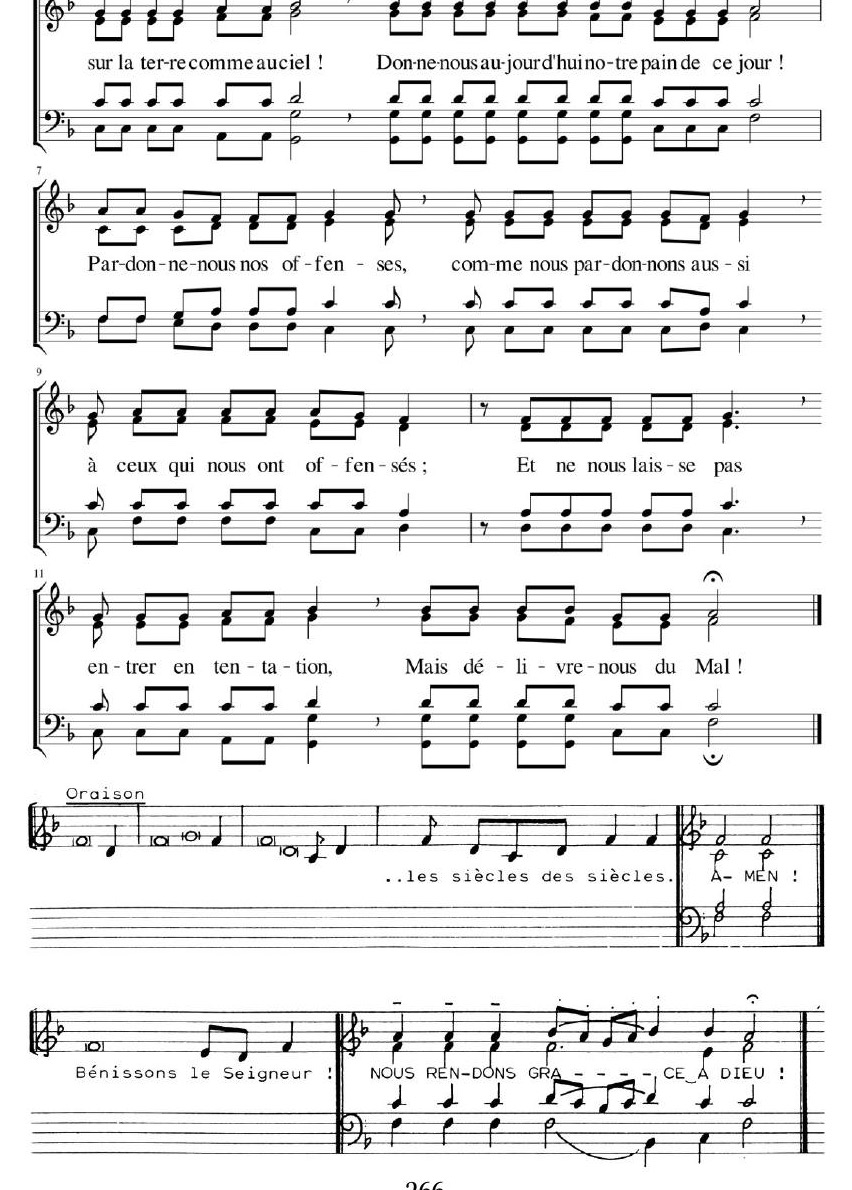 sur la ter-re comme au ciel ! Don-ne-nous au-jourd'hui no-tre pain de ce jour !
7
Par-don-ne-nous nos of-fen-ses, com-me nous par-don-nons aus-si
9
à ceux qui nous ont of-fen-sés ; Et ne nous lais-se pas
11
en-trer en ten-ta-tion, Mais dé-li-vre-nous du Mal !
Oraison
..les siècles des siècles. A- MEN !
Bénissons le Seigneur ! NOUS REN-DONS GRA - - - - CE A DIEU !
266